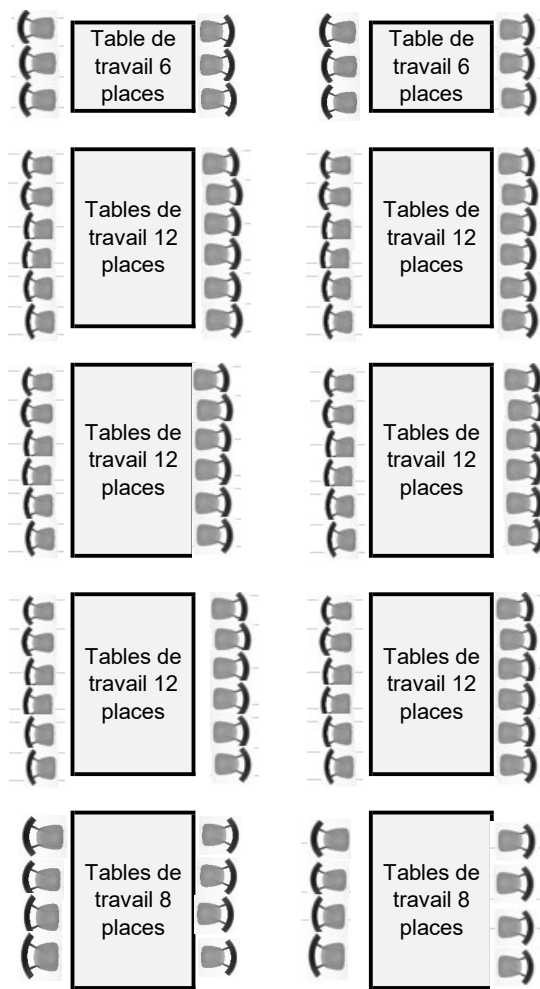 Table de
travail 6
places
Table de
travail 6
places
Tables de
travail 12
places
Tables de
travail 12
places
Tables de
travail 12
places
Tables de
travail 12
places
Tables de
travail 12
places
Tables de
travail 12
places
Tables de
travail 8
places
Tables de
travail 8
places